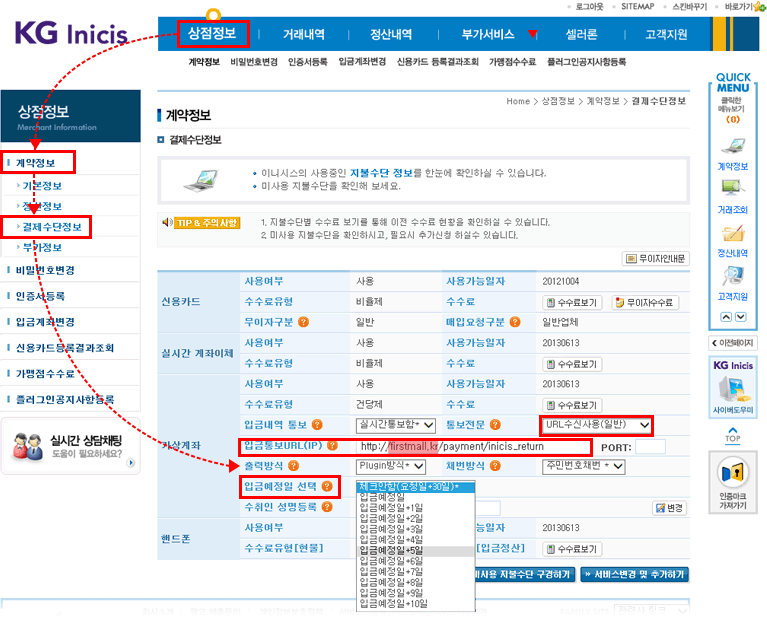 로그아웃 SITEMAP 스킨바꾸기 바로가기
KG Inicis
상점정보 거래내역 정산내역 부가서비스 셀러론 고객지원
계약정보 비밀번호변경 인증서등록 입금계좌변경 신용카드 등록결과조회 가맹점수수료 플러그인공지사항등록
상점정보
Merchant Information
계약정보
기본정보
정산정보
결제수단정보
부가정보
비밀번호변경
인증서등록
입금계좌변경
신용카드등록결과조회
가맹점수수료
플러그인공지사항등록
실시간 상담채팅
도움이 필요하세요?
계약정보
Home > 상점정보 > 계약정보 > 결제수단정보
결제수단정보
이니시스의 사용중인 지불수단 정보를 한눈에 확인하실 수 있습니다.
미사용 지불수단을 확인해 보세요.
TIP & 주의사항
1. 지불수단별 수수료 보기를 통해 이전 수수료 현황을 확인하실 수 있습니다.
2. 미사용 지불수단을 확인하시고, 필요시 추가신청 하실수 있습니다.
무이자안내문
신용카드
사용여부 사용 사용가능일자 20121004
수수료유형 비율제 수수료 수수료보기 무이자수수료
무이자구분 일반 매입요청구분 일반업체
실시간 계좌이체
사용여부 사용 사용가능일자 20130613
수수료유형 비율제 수수료 수수료보기
가상계좌
사용여부 사용 사용가능일자 20130613
수수료유형 건당제 수수료 수수료보기
입금내역 통보 실시간통보함* 통보전문 URL수신사용(일반)
입금통보URL(IP) http://firstmall.kr/payment/inicis_return PORT:
출력방식 Plugin방식* 채번방식 주민번호채번 *
입금예정일 선택 체크안함(요청일+30일)*
입금예정일
입금예정일+1일
입금예정일+2일
입금예정일+3일
입금예정일+4일
입금예정일+5일
입금예정일+6일
입금예정일+7일
입금예정일+8일
입금예정일+9일
입금예정일+10일
수취인 성명등록 변경
핸드폰
사용여부 능일자 20130613
수수료유형[현물] [입금정산] 수수료보기
미사용 지불수단 구경하기 » 서비스변경 및 추가하기
QUICK
MENU
클릭한
메뉴보기
(0)
계약정보
거래조회
정산내역
고객지원
이전페이지
KG Inicis
사이버도우미
TOP
인증마크
가져가기